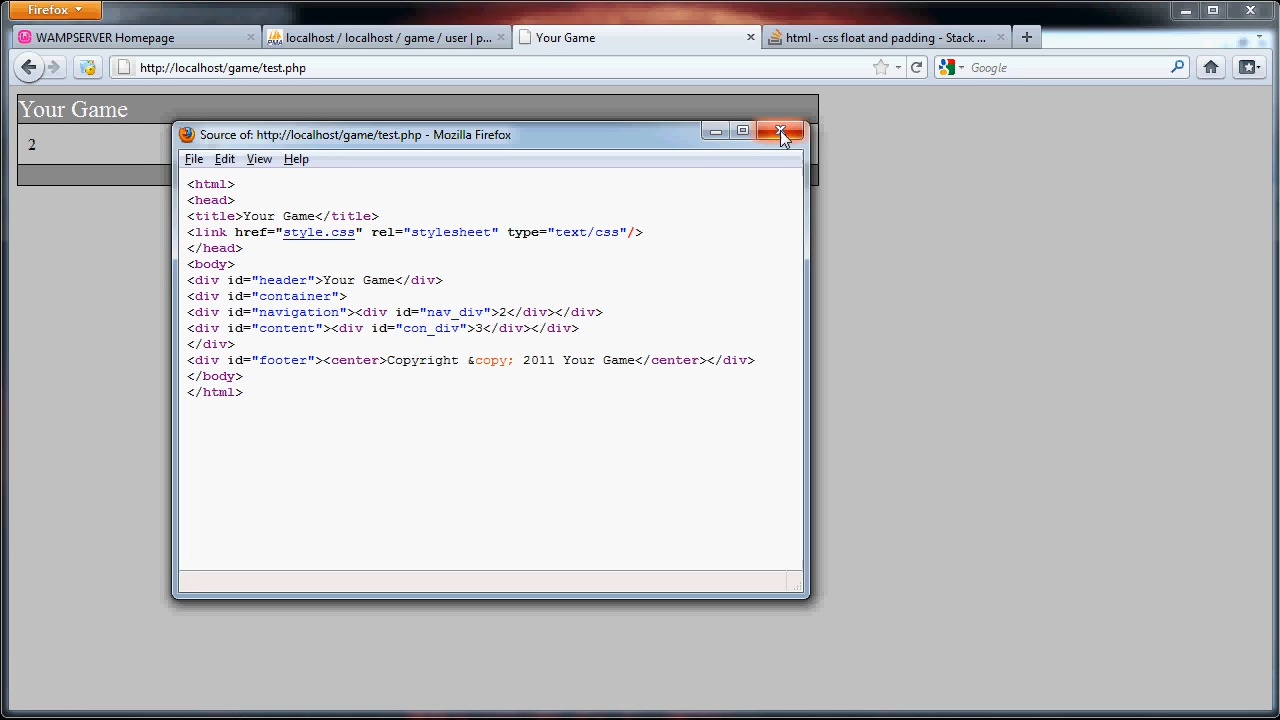 Firefox
WAMPSERVER Homepage
localhost / localhost / game / user | p...
Your Game
html - css float and padding - Stack ...
http://localhost/game/test.php
Google
Your Game
2
Source of: http://localhost/game/test.php - Mozilla Firefox
File Edit View Help
<html>
<head>
<title>Your Game</title>
<link href="style.css" rel="stylesheet" type="text/css"/>
</head>
<body>
<div id="header">Your Game</div>
<div id="container">
<div id="navigation"><div id="nav_div">2</div></div>
<div id="content"><div id="con_div">3</div></div>
</div>
<div id="footer"><center>Copyright &copy; 2011 Your Game</center></div>
</body>
</html>